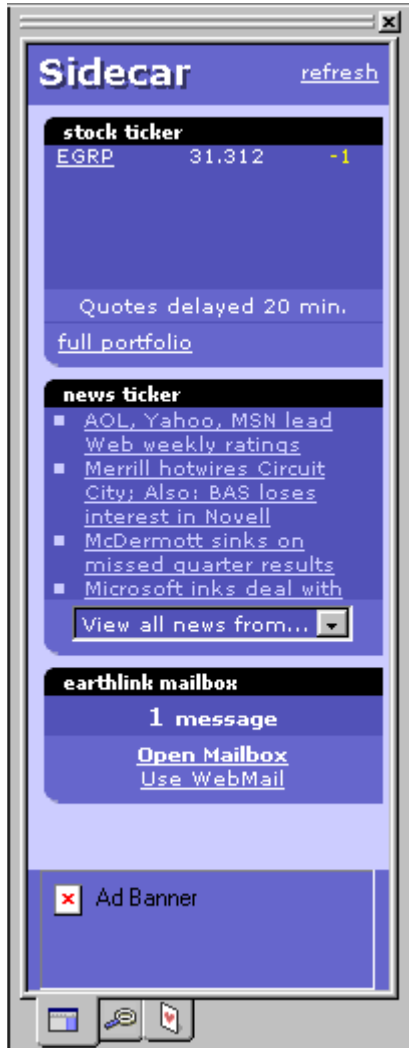 Sidecar refresh
stock ticker
EGRP 31.312 -1
Quotes delayed 20 min.
full portfolio
news ticker
AOL, Yahoo, MSN lead
Web weekly ratings
Merrill hotwires Circuit
City; Also: BAS loses
interest in Novell
McDermott sinks on
missed quarter results
Microsoft inks deal with
View all news from...
earthlink mailbox
1 message
Open Mailbox
Use WebMail
Ad Banner